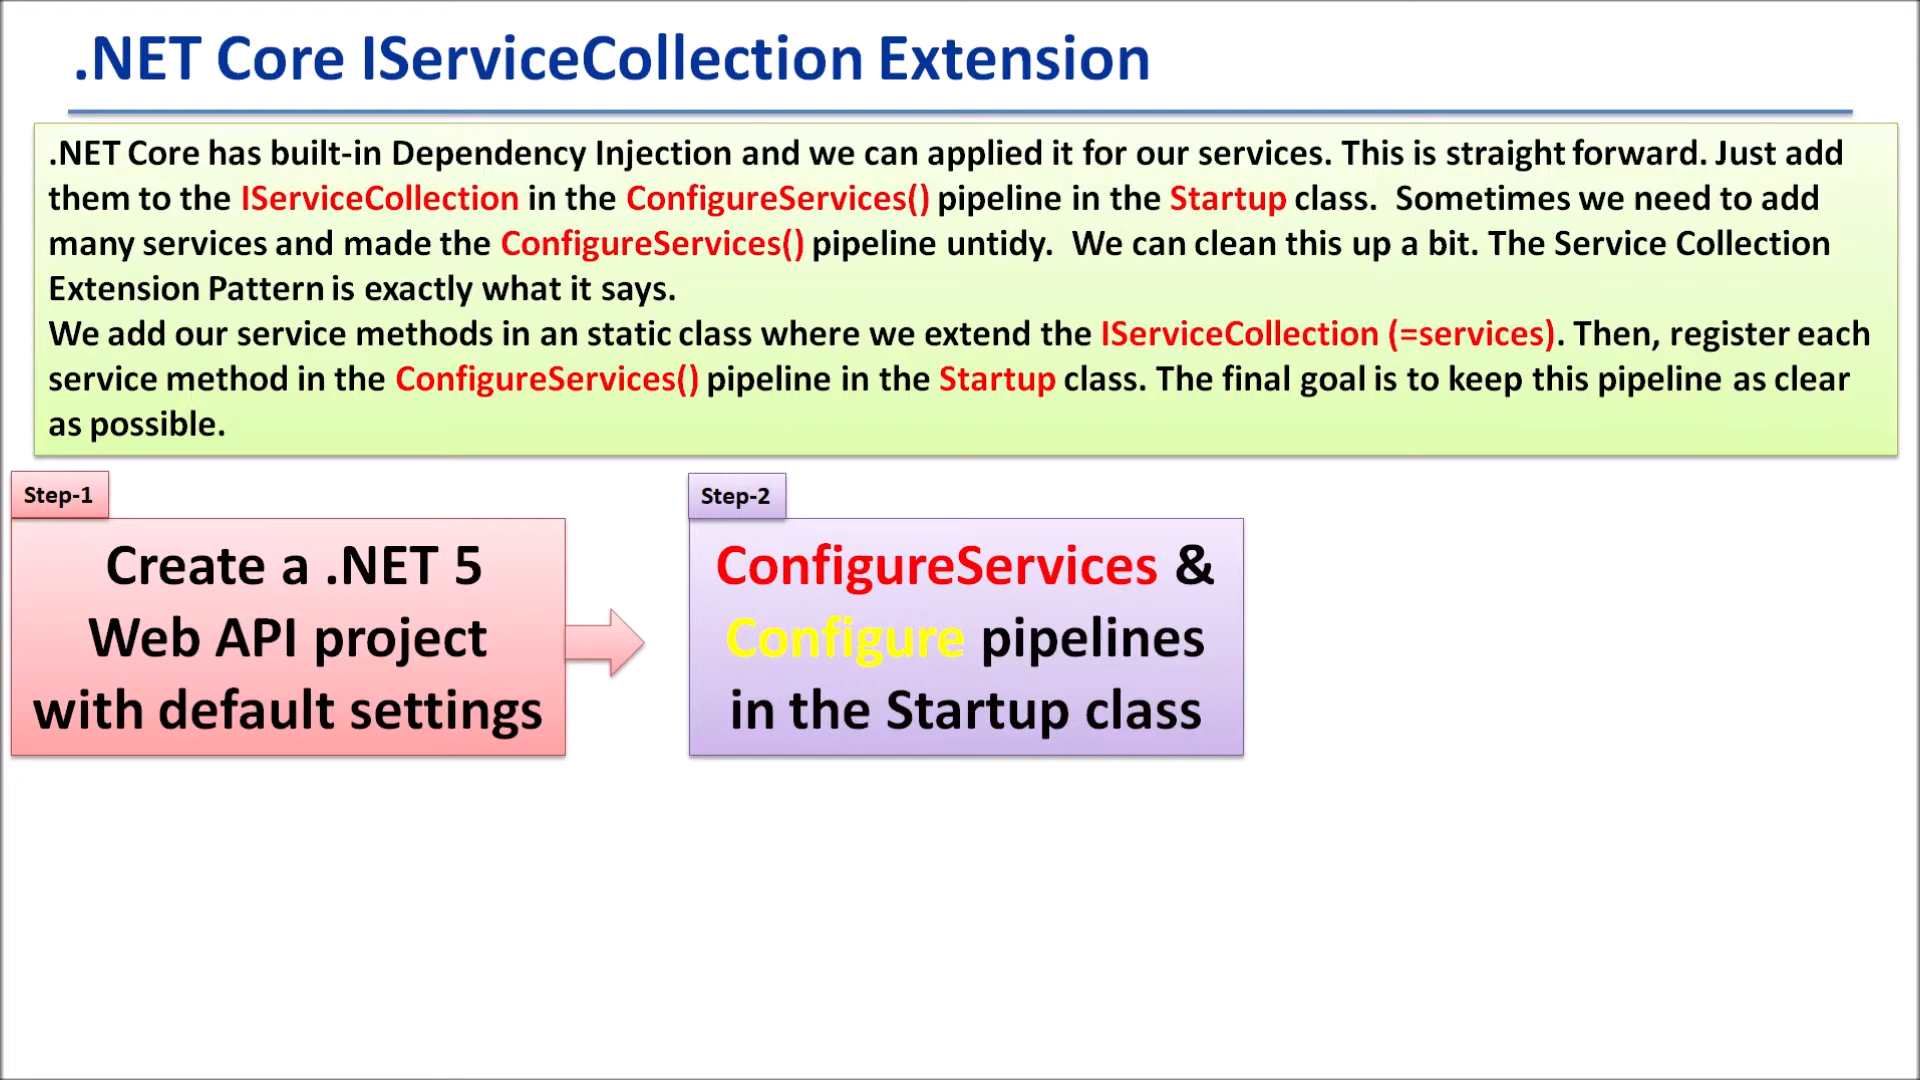 .NET Core IServiceCollection Extension
.NET Core has built-in Dependency Injection and we can applied it for our services. This is straight forward. Just add
them to the IServiceCollection in the ConfigureServices() pipeline in the Startup class.  Sometimes we need to add
many services and made the ConfigureServices() pipeline untidy.  We can clean this up a bit. The Service Collection
Extension Pattern is exactly what it says.
We add our service methods in an static class where we extend the IServiceCollection (=services). Then, register each
service method in the ConfigureServices() pipeline in the Startup class. The final goal is to keep this pipeline as clear
as possible.
Step-1
Create a .NET 5
Web API project
with default settings
Step-2
ConfigureServices &
Configure pipelines
in the Startup class